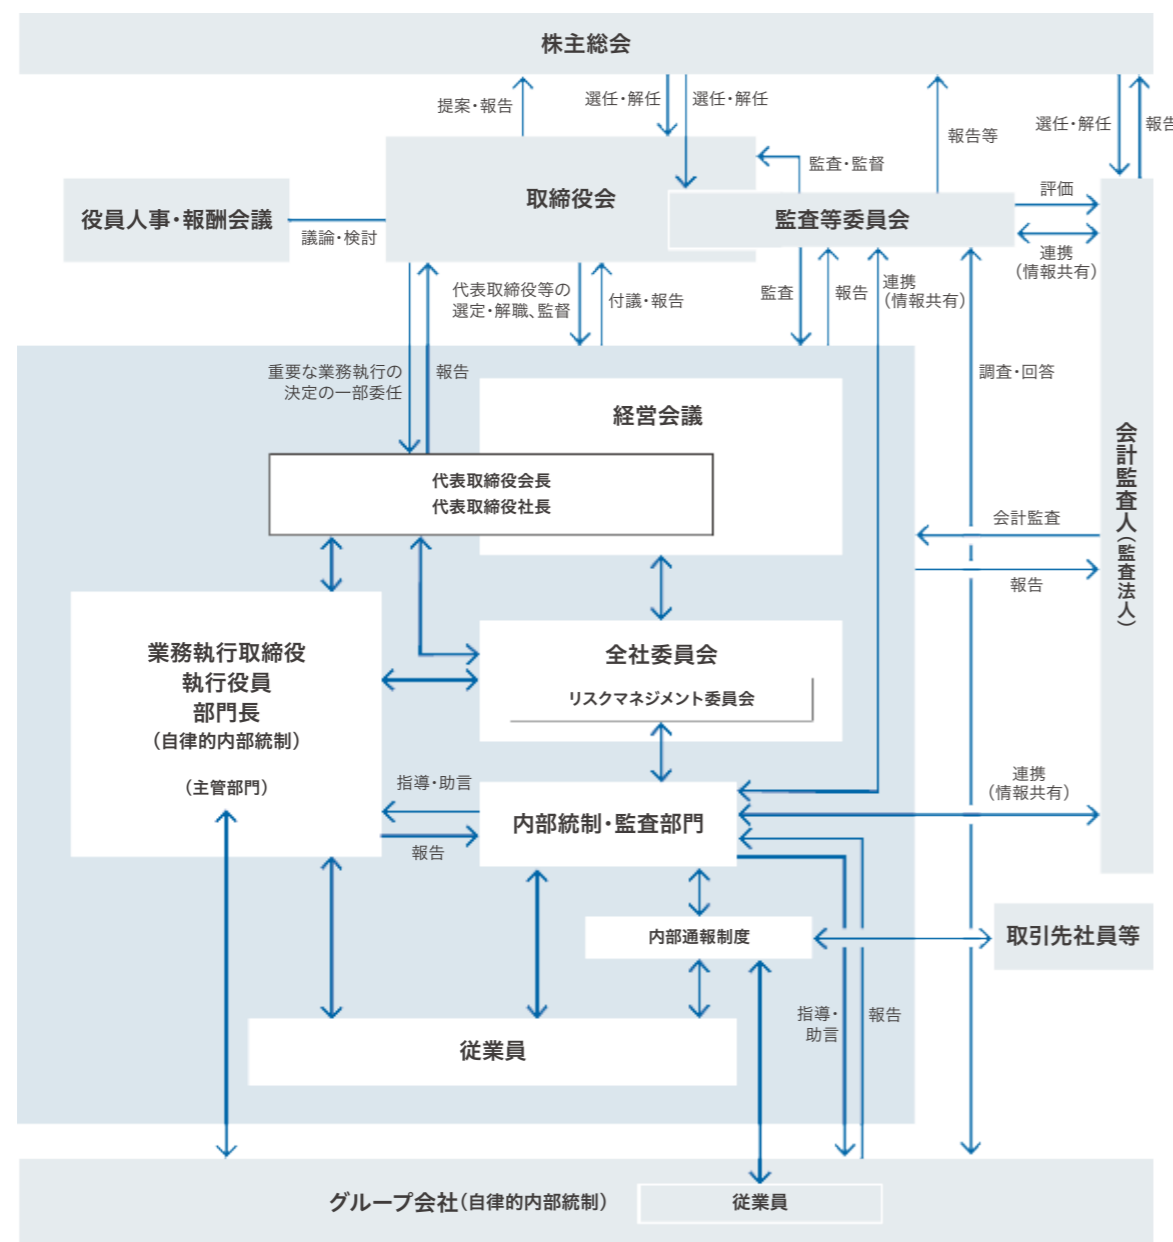 株主総会
提案・報告
選任・解任
選任・解任
報告等
選任・解任
報告
役員人事・報酬会議
議論・検討
取締役会
監査・監督
監査等委員会
評価
連携
（情報共有）
代表取締役等の
選定・解職、監督
付議・報告
監査
報告
連携
（情報共有）
重要な業務執行の
決定の一部委任
報告
調査・回答
経営会議
代表取締役会長
代表取締役社長
会計監査人（監査法人）
会計監査
報告
業務執行取締役
執行役員
部門長
（自律的内部統制）
（主管部門）
全社委員会
リスクマネジメント委員会
指導・助言
報告
内部統制・監査部門
連携
（情報共有）
内部通報制度
取引先社員等
指導・
助言
報告
従業員
グループ会社（自律的内部統制）
従業員